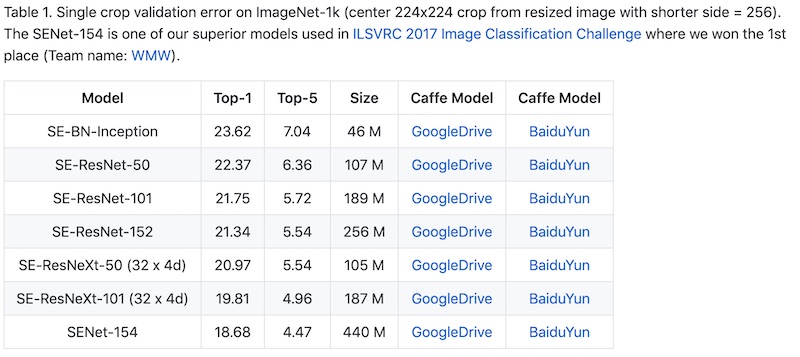 Table 1. Single crop validation error on ImageNet-1k (center 224x224 crop from resized image with shorter side = 256).
The SENet-154 is one of our superior models used in ILSVRC 2017 Image Classification Challenge where we won the 1st
place (Team name: WMW).
Model Top-1 Top-5 Size Caffe Model Caffe Model
SE-BN-Inception 23.62 7.04 46 M GoogleDrive BaiduYun
SE-ResNet-50 22.37 6.36 107 M GoogleDrive BaiduYun
SE-ResNet-101 21.75 5.72 189 M GoogleDrive BaiduYun
SE-ResNet-152 21.34 5.54 256 M GoogleDrive BaiduYun
SE-ResNeXt-50 (32 x 4d) 20.97 5.54 105 M GoogleDrive BaiduYun
SE-ResNeXt-101 (32 x 4d) 19.81 4.96 187 M GoogleDrive BaiduYun
SENet-154 18.68 4.47 440 M GoogleDrive BaiduYun